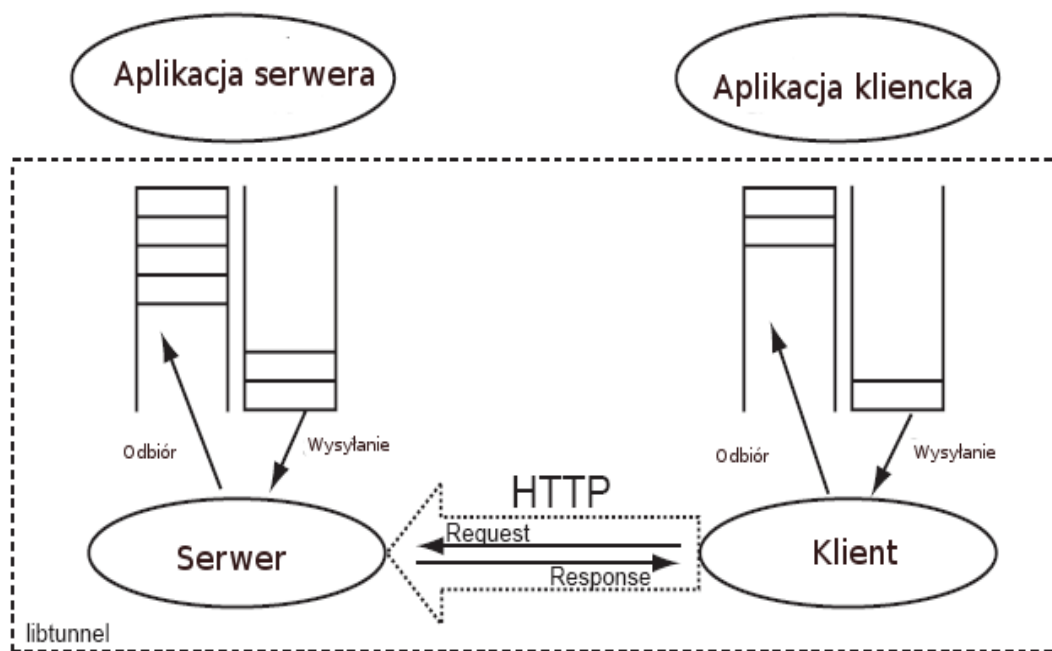 Aplikacja serwera
Aplikacja kliencka
Odbiór
Wysyłanie
Odbiór
Wysyłanie
HTTP
Request
Response
Serwer
Klient
libtunnel